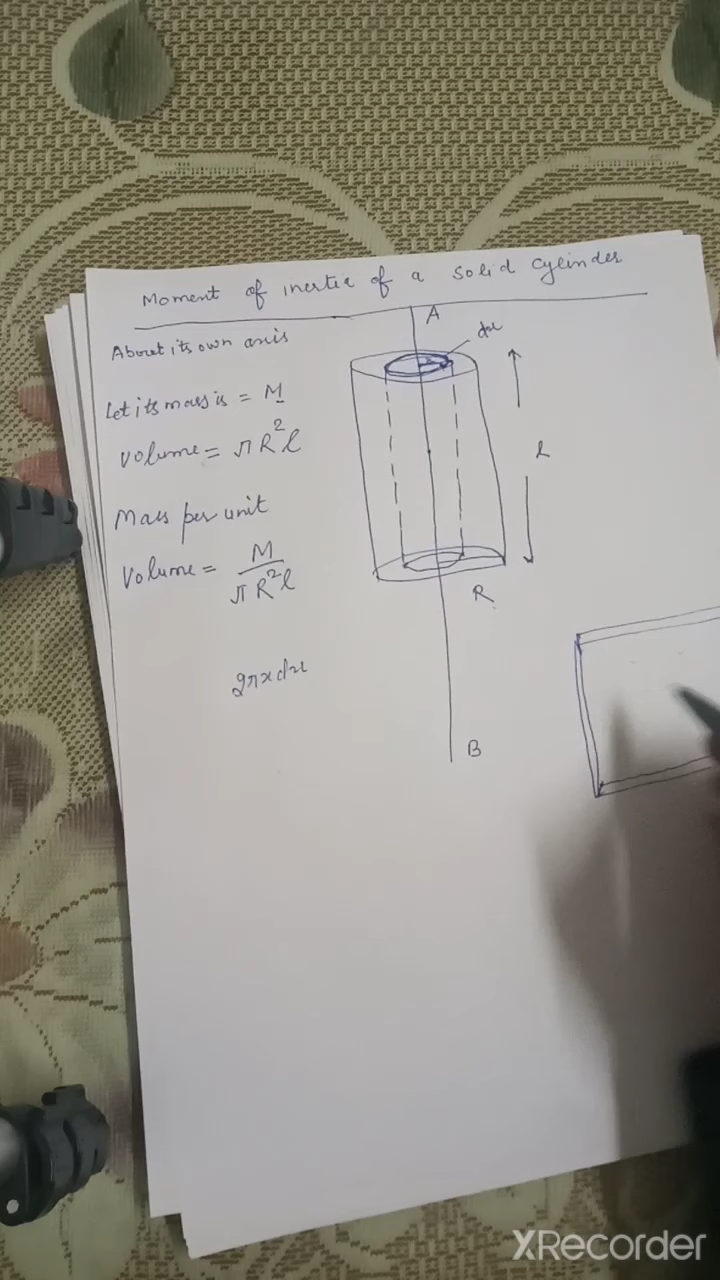 Moment of inertia of a solid cylinder
About its own axis
Let its mass is = M
Volume = πR²l
Mass per unit
Volume = M / πR²l
2πxdx
A
dx
x
l
R
B
XRecorder